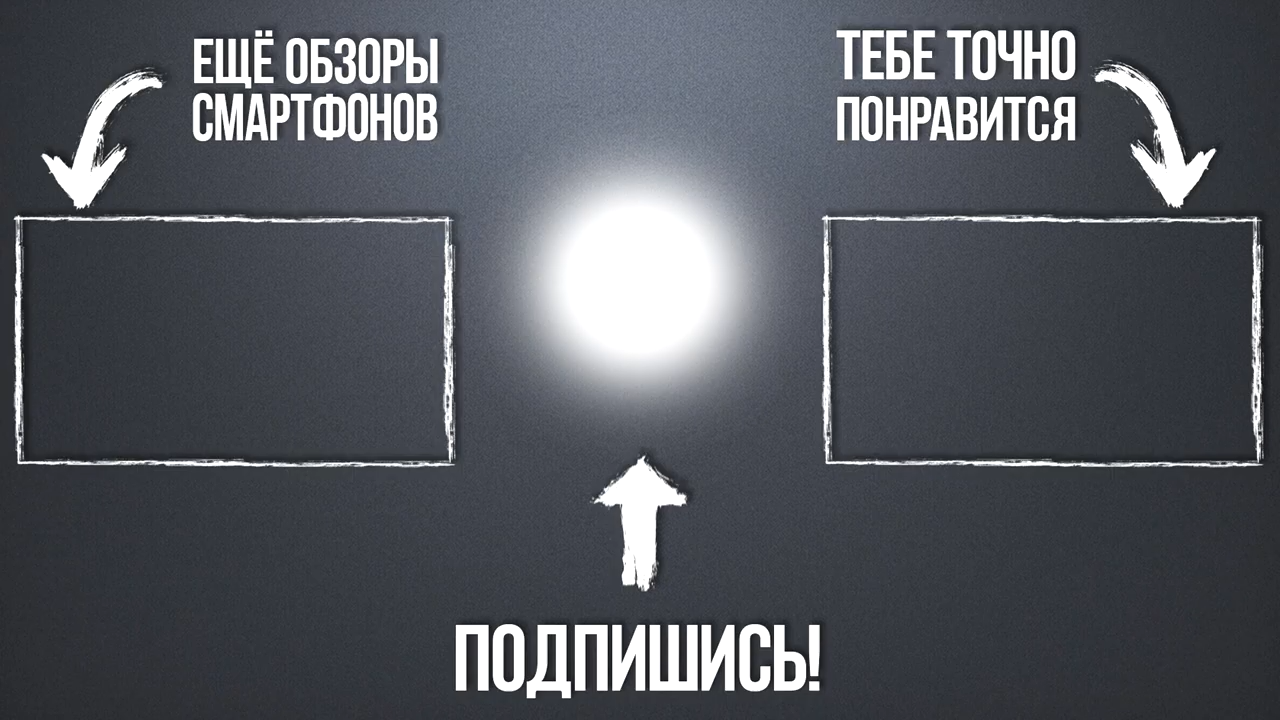 ЕЩЁ ОБЗОРЫ
СМАРТФОНОВ
ТЕБЕ ТОЧНО
ПОНРАВИТСЯ
ПОДПИШИСЬ!